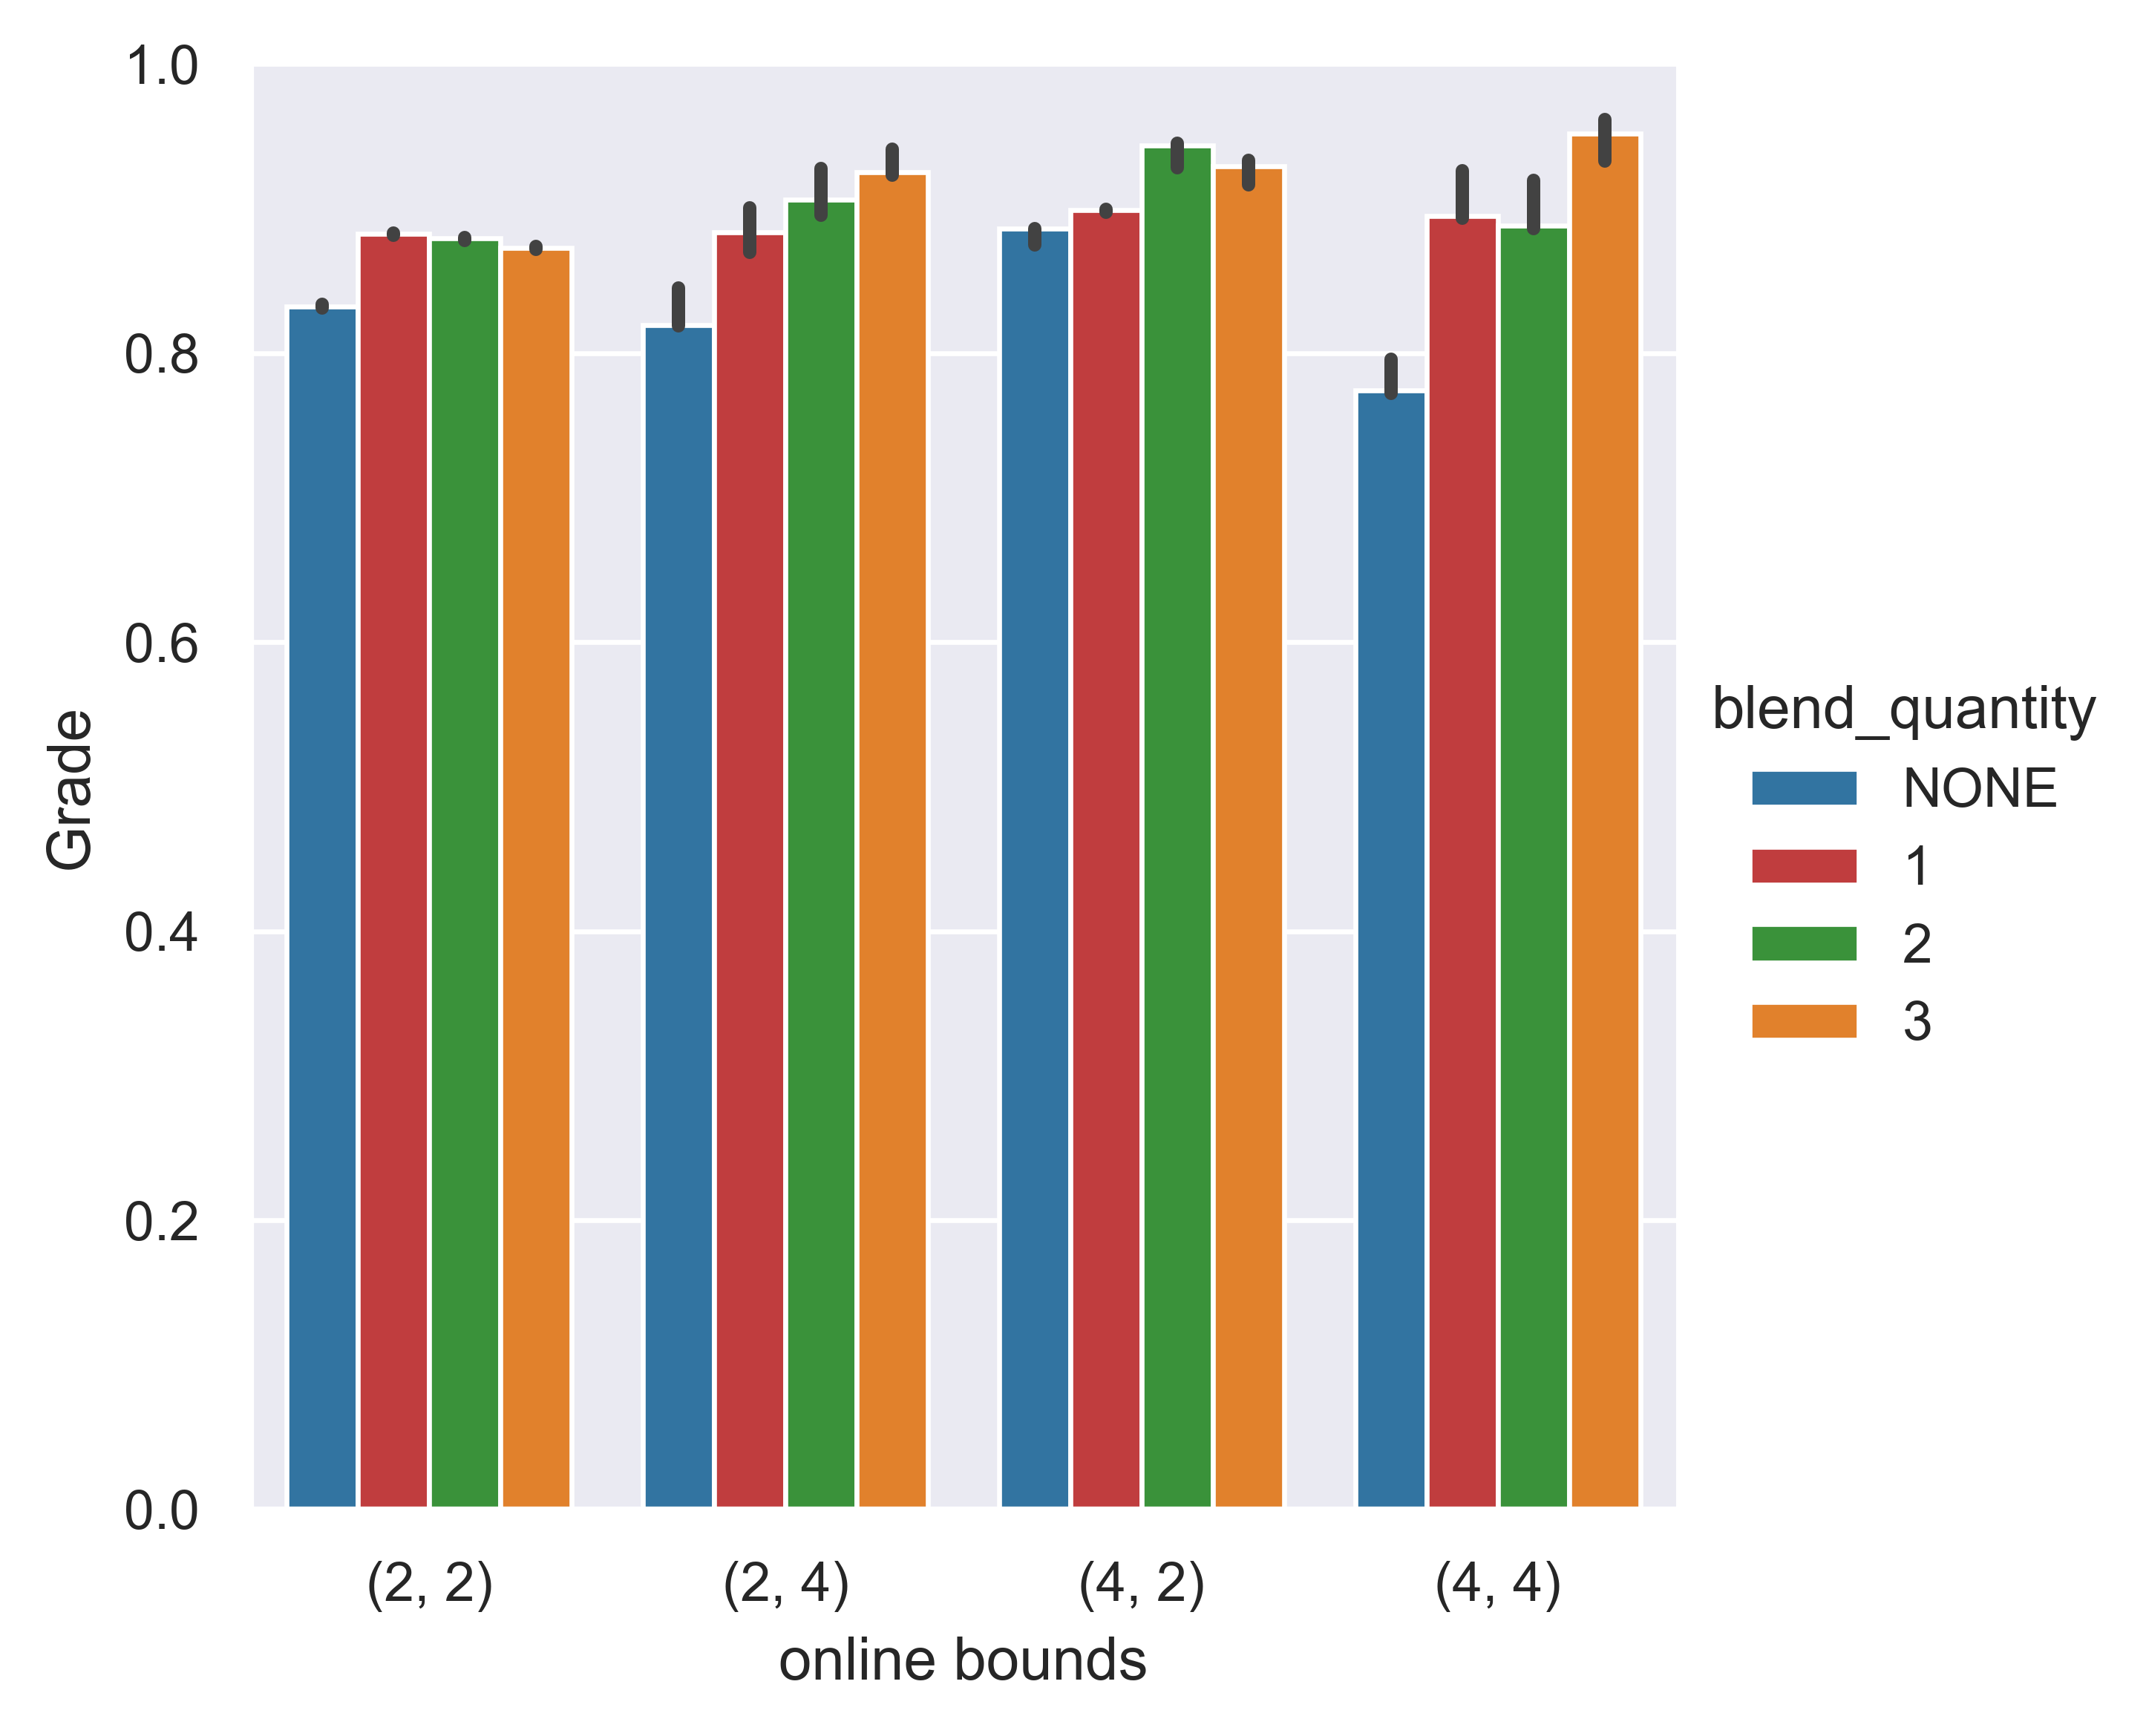 1.0
0.8
0.6
0.4
0.2
0.0
Grade
(2, 2) (2, 4) (4, 2) (4, 4)
online bounds
blend_quantity
NONE
1
2
3